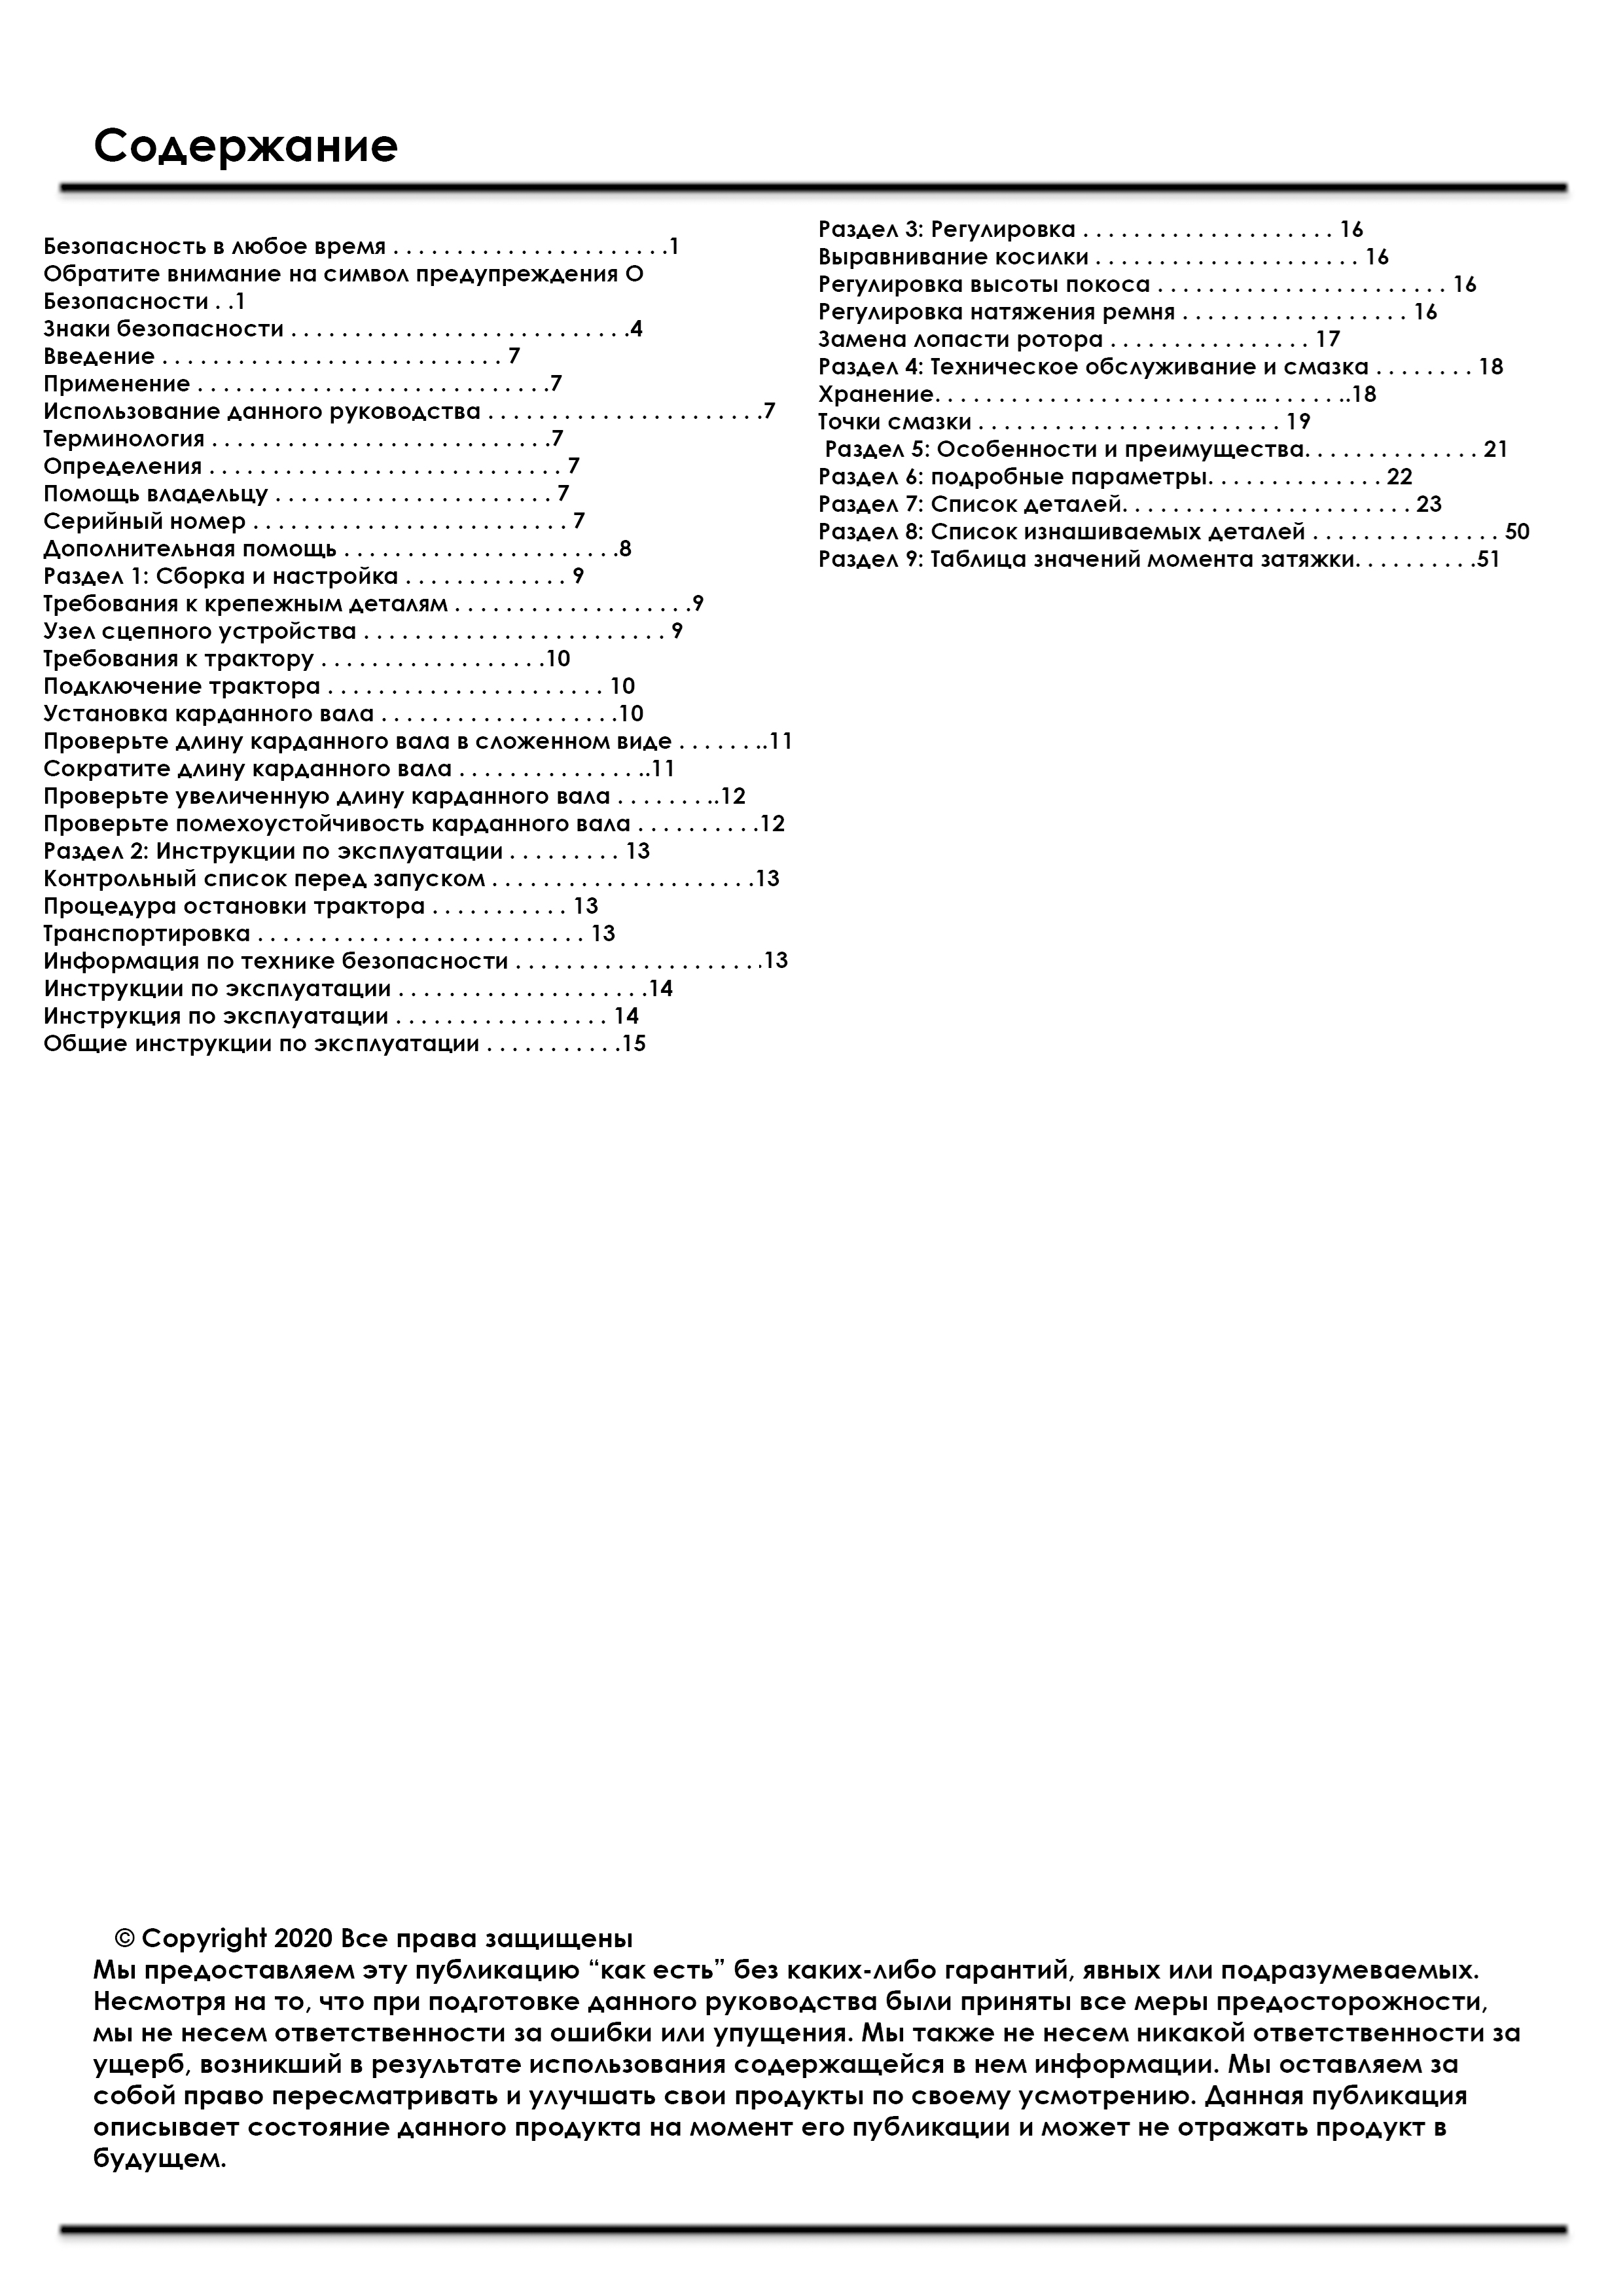 Содержание
Безопасность в любое время . . . . . . . . . . . . . . . . . . . . . .1
Обратите внимание на символ предупреждения О
Безопасности . .1
Знаки безопасности . . . . . . . . . . . . . . . . . . . . . . . . . . .4
Введение . . . . . . . . . . . . . . . . . . . . . . . . . . . 7
Применение . . . . . . . . . . . . . . . . . . . . . . . . . . . .7
Использование данного руководства . . . . . . . . . . . . . . . . . . . . . .7
Терминология . . . . . . . . . . . . . . . . . . . . . . . . . . .7
Определения . . . . . . . . . . . . . . . . . . . . . . . . . . . . 7
Помощь владельцу . . . . . . . . . . . . . . . . . . . . . . 7
Серийный номер . . . . . . . . . . . . . . . . . . . . . . . . . 7
Дополнительная помощь . . . . . . . . . . . . . . . . . . . . . .8
Раздел 1: Сборка и настройка . . . . . . . . . . . . . 9
Требования к крепежным деталям . . . . . . . . . . . . . . . . . . .9
Узел сцепного устройства . . . . . . . . . . . . . . . . . . . . . . . . 9
Требования к трактору . . . . . . . . . . . . . . . . . .10
Подключение трактора . . . . . . . . . . . . . . . . . . . . . . 10
Установка карданного вала . . . . . . . . . . . . . . . . . . .10
Проверьте длину карданного вала в сложенном виде . . . . . . ..11
Сократите длину карданного вала . . . . . . . . . . . . . . ..11
Проверьте увеличенную длину карданного вала . . . . . . . ..12
Проверьте помехоустойчивость карданного вала . . . . . . . . . .12
Раздел 2: Инструкции по эксплуатации . . . . . . . . . 13
Контрольный список перед запуском . . . . . . . . . . . . . . . . . . . . .13
Процедура остановки трактора . . . . . . . . . . . 13
Транспортировка . . . . . . . . . . . . . . . . . . . . . . . . . . 13
Информация по технике безопасности . . . . . . . . . . . . . . . . . . . .13
Инструкции по эксплуатации . . . . . . . . . . . . . . . . . . . .14
Инструкция по эксплуатации . . . . . . . . . . . . . . . . . 14
Общие инструкции по эксплуатации . . . . . . . . . . .15
Раздел 3: Регулировка . . . . . . . . . . . . . . . . . . . . 16
Выравнивание косилки . . . . . . . . . . . . . . . . . . . . . 16
Регулировка высоты покоса . . . . . . . . . . . . . . . . . . . . . . . 16
Регулировка натяжения ремня . . . . . . . . . . . . . . . . . . 16
Замена лопасти ротора . . . . . . . . . . . . . . . . 17
Раздел 4: Техническое обслуживание и смазка . . . . . . . . 18
Хранение. . . . . . . . . . . . . . . . . . . . . . . . . .. . . . . . ..18
Точки смазки . . . . . . . . . . . . . . . . . . . . . . . . 19
Раздел 5: Особенности и преимущества. . . . . . . . . . . . . . 21
Раздел 6: подробные параметры. . . . . . . . . . . . . . 22
Раздел 7: Список деталей. . . . . . . . . . . . . . . . . . . . . . . 23
Раздел 8: Список изнашиваемых деталей . . . . . . . . . . . . . . . 50
Раздел 9: Таблица значений момента затяжки. . . . . . . . . .51
© Copyright 2020 Все права защищены
Мы предоставляем эту публикацию “как есть” без каких-либо гарантий, явных или подразумеваемых.
Несмотря на то, что при подготовке данного руководства были приняты все меры предосторожности,
мы не несем ответственности за ошибки или упущения. Мы также не несем никакой ответственности за
ущерб, возникший в результате использования содержащейся в нем информации. Мы оставляем за
собой право пересматривать и улучшать свои продукты по своему усмотрению. Данная публикация
описывает состояние данного продукта на момент его публикации и может не отражать продукт в
будущем.